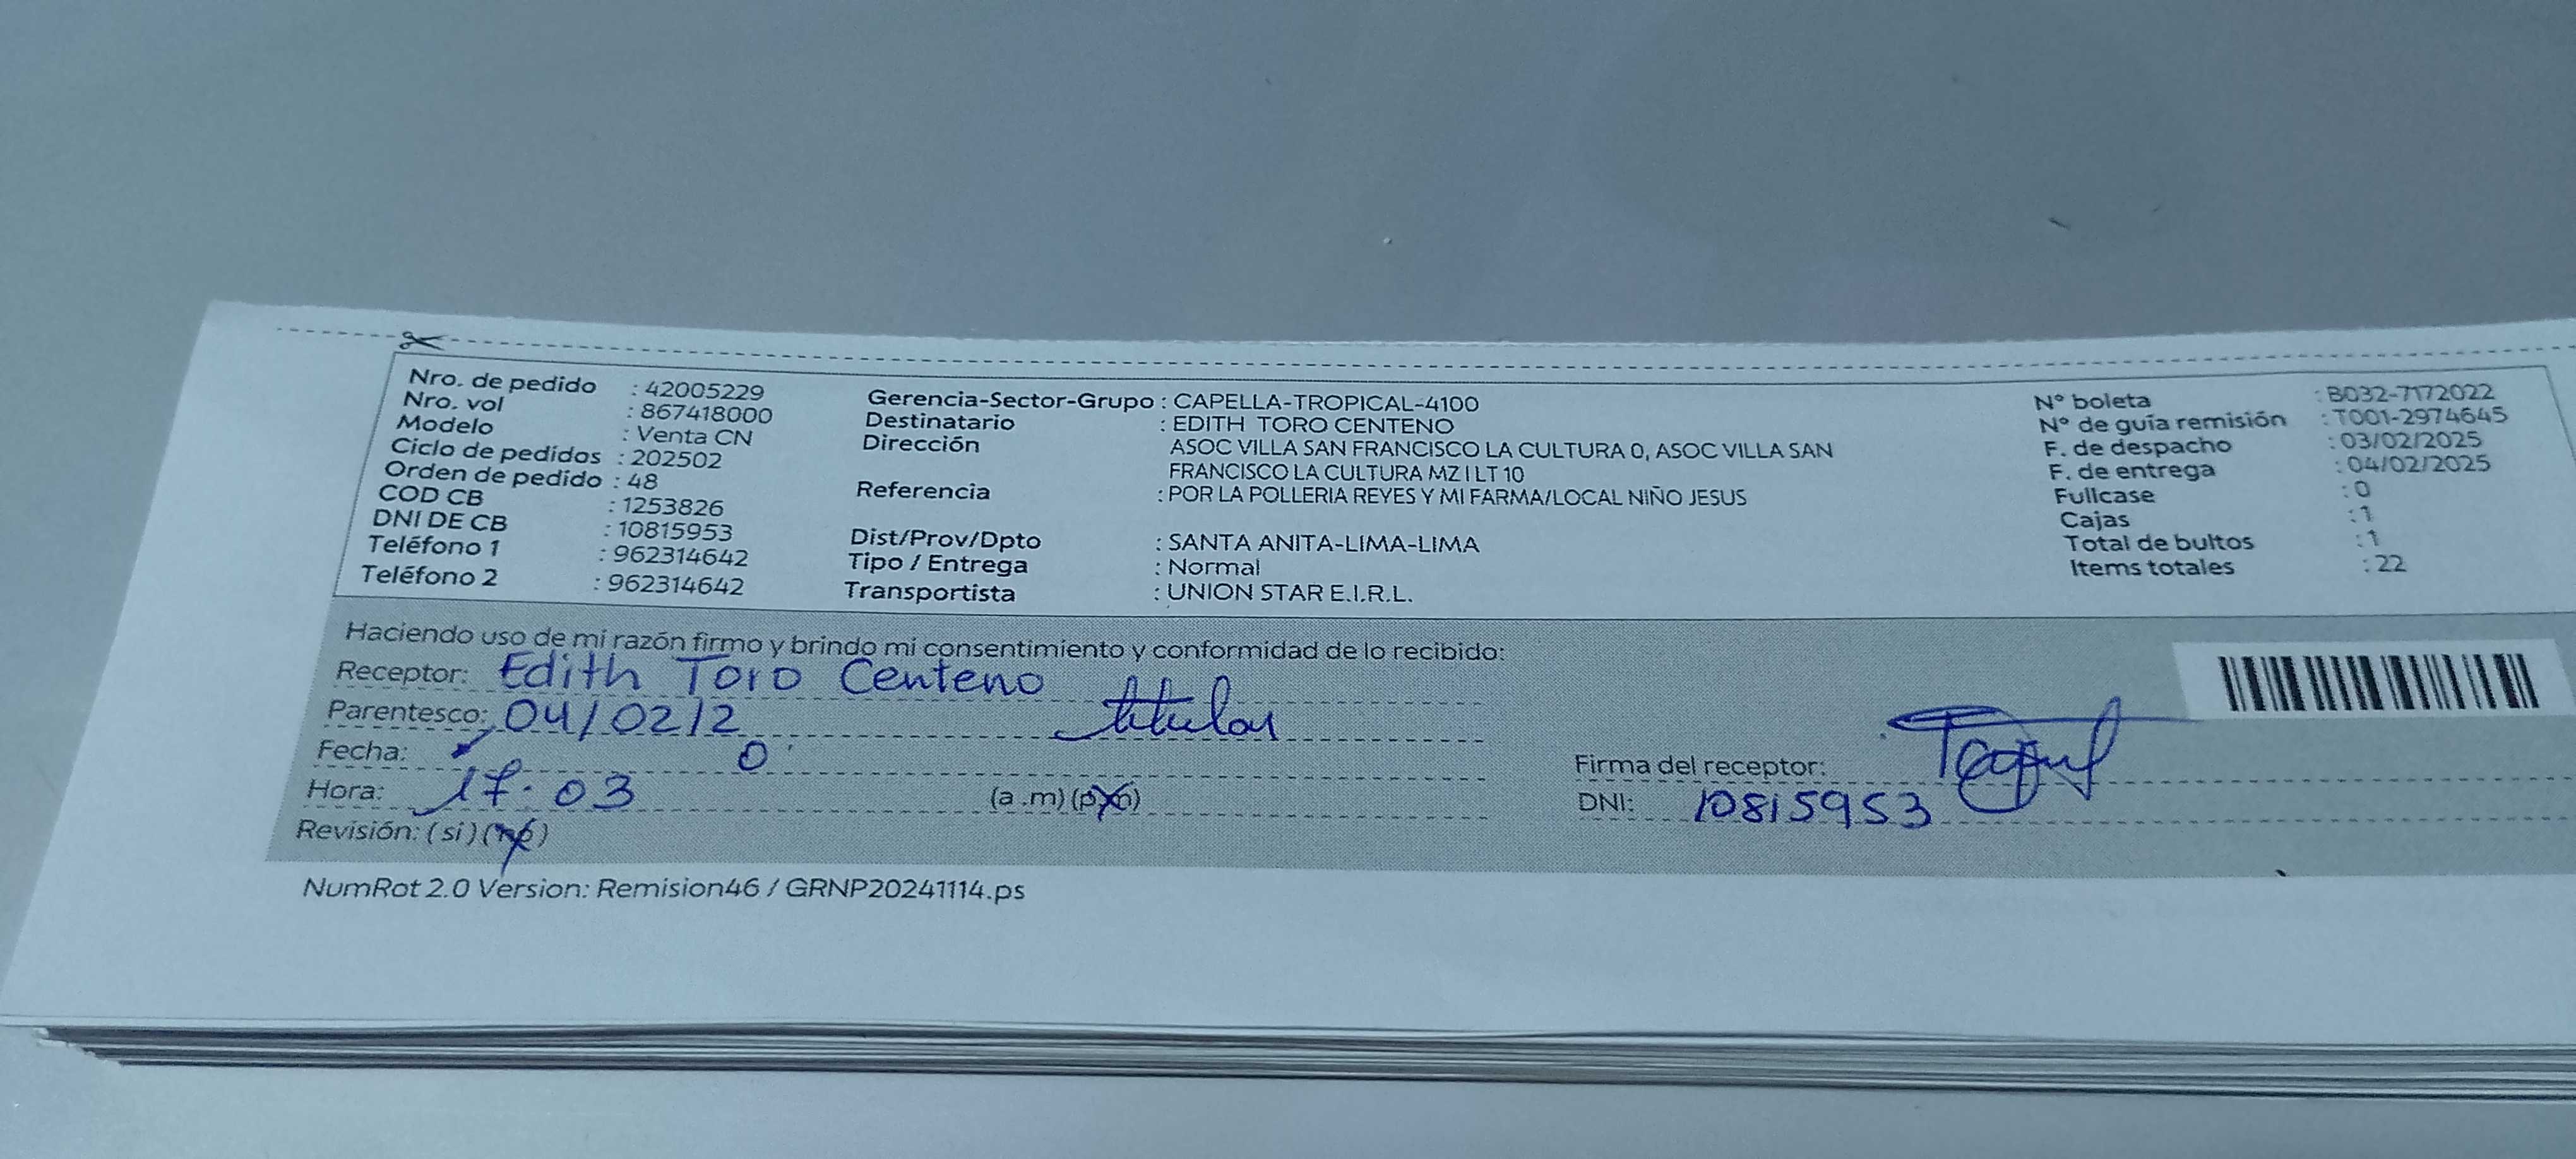 Nro. de pedido : 42005229
Nro. vol : 867418000
Modelo : Venta CN
Ciclo de pedidos : 202502
Orden de pedido : 48
COD CB : 1253826
DNI DE CB : 10815953
Teléfono 1 : 962314642
Teléfono 2 : 962314642
Gerencia-Sector-Grupo : CAPELLA-TROPICAL-4100
Destinatario : EDITH TORO CENTENO
Dirección ASOC VILLA SAN FRANCISCO LA CULTURA 0, ASOC VILLA SAN
FRANCISCO LA CULTURA MZ I LT 10
Referencia : POR LA POLLERIA REYES Y MI FARMA/LOCAL NIÑO JESUS
Dist/Prov/Dpto : SANTA ANITA-LIMA-LIMA
Tipo / Entrega : Normal
Transportista : UNION STAR E.I.R.L.
N° boleta : B032-7172022
N° de guía remisión : T001-2974645
F. de despacho : 03/02/2025
F. de entrega : 04/02/2025
Fullcase : 0
Cajas : 1
Total de bultos : 1
Items totales : 22
Haciendo uso de mi razón firmo y brindo mi consentimiento y conformidad de lo recibido:
Receptor: Edith Toro Centeno
Parentesco: 04/02/2 titular
Fecha: 0
Hora: 17:03 (a.m) (p.m)
Revisión: (si) (no)
Firma del receptor:
DNI: 10815953
NumRot 2.0 Version: Remision46 / GRNP20241114.ps